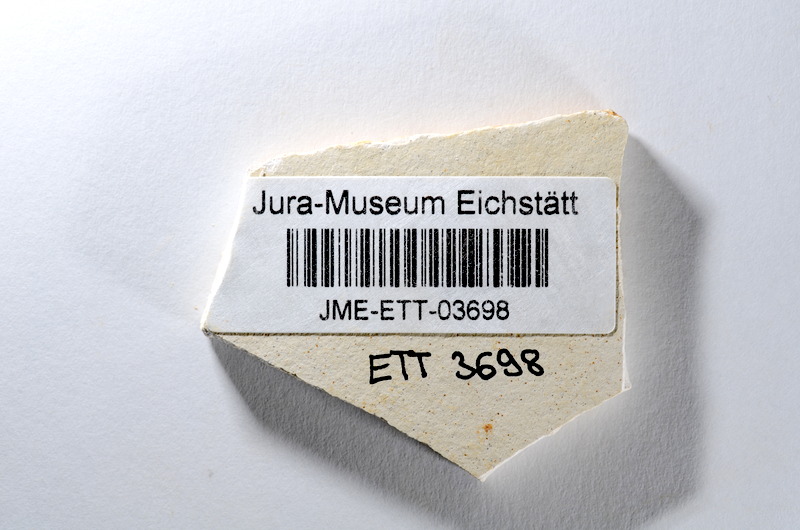 Jura-Museum Eichstätt
JME-ETT-03698
ETT 3698